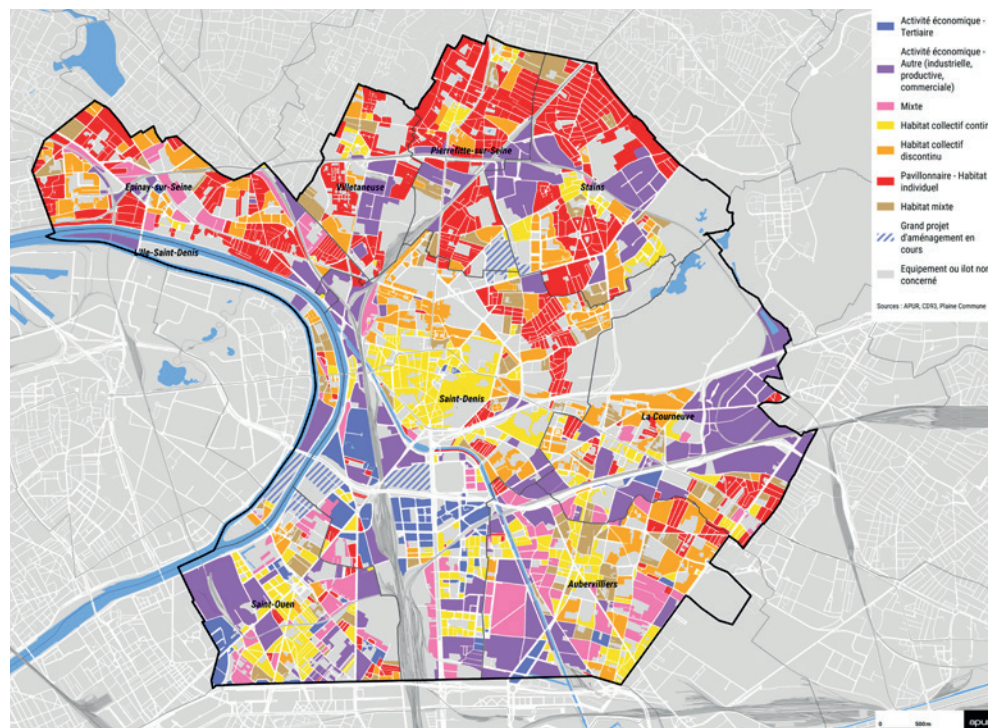 Activité économique -
Tertiaire
Activité économique -
Autre (industrielle,
productive,
commerciale)
Mixte
Habitat collectif contin
Habitat collectif
discontinu
Pavillonnaire - Habitat
individuel
Habitat mixte
Grand projet
d'aménagement en
cours
Equipement ou ilot non
concerné
Sources : APUR, CD93, Plaine Commune
Pierrefitte-sur-Seine
Epinay-sur-Seine
Villetaneuse
Stains
L'Ile-Saint-Denis
Saint-Denis
La Courneuve
Aubervilliers
Saint-Ouen
0 500m
apur